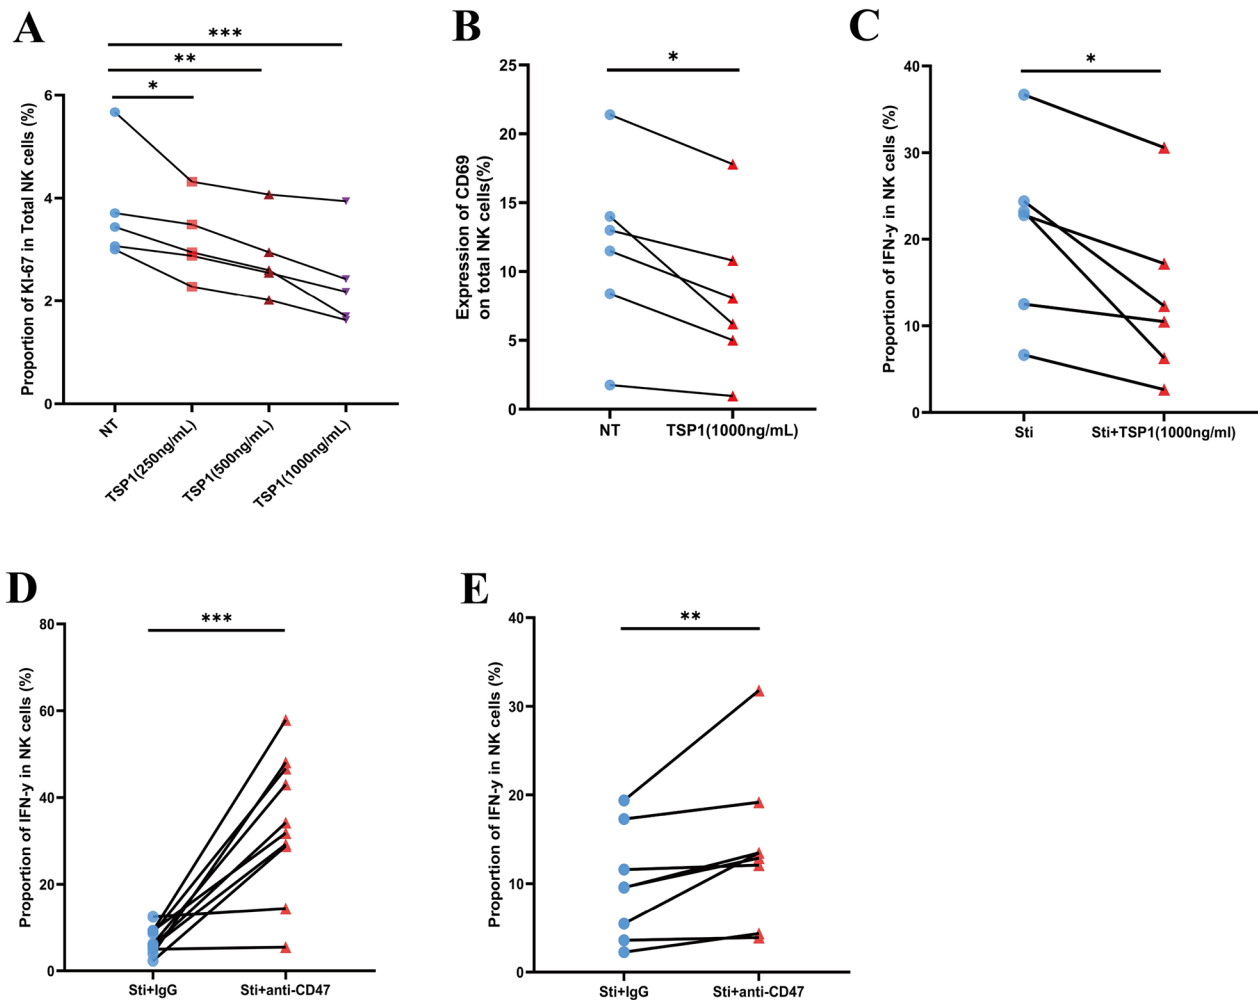 A
***
**
*
Proportion of KI-67 in Total NK cells (%)
6
4
2
0
NT
TSP1(250ng/mL)
TSP1(500ng/mL)
TSP1(1000ng/mL)
B
*
Expression of CD69
on total NK cells(%)
25
20
15
10
5
0
NT
TSP1(1000ng/mL)
C
*
Proportion of IFN-y in NK cells (%)
40
30
20
10
0
Sti
Sti+TSP1(1000ng/ml)
D
***
Proportion of IFN-y in NK cells (%)
80
60
40
20
0
Sti+IgG
Sti+anti-CD47
E
**
Proportion of IFN-y in NK cells (%)
40
30
20
10
0
Sti+IgG
Sti+anti-CD47